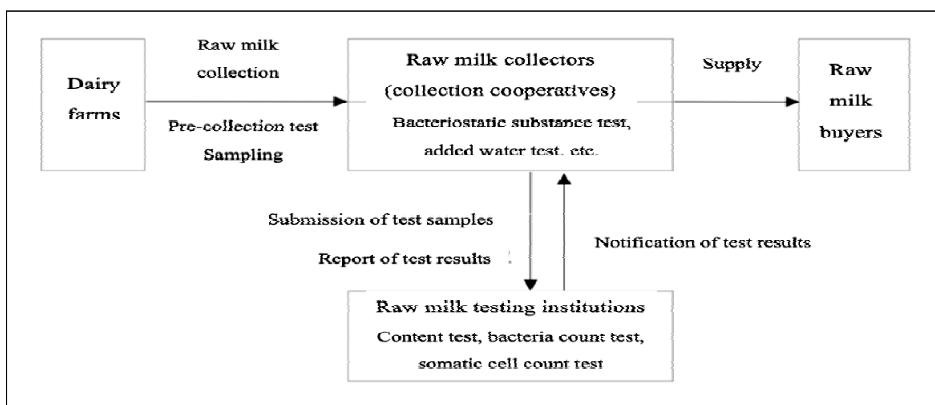 Dairy
farms
Raw milk
collection
Pre-collection test
Sampling
Raw milk collectors
(collection cooperatives)
Bacteriostatic substance test,
added water test, etc.
Supply
Raw
milk
buyers
Submission of test samples
Report of test results
Notification of test results
Raw milk testing institutions
Content test, bacteria count test,
somatic cell count test